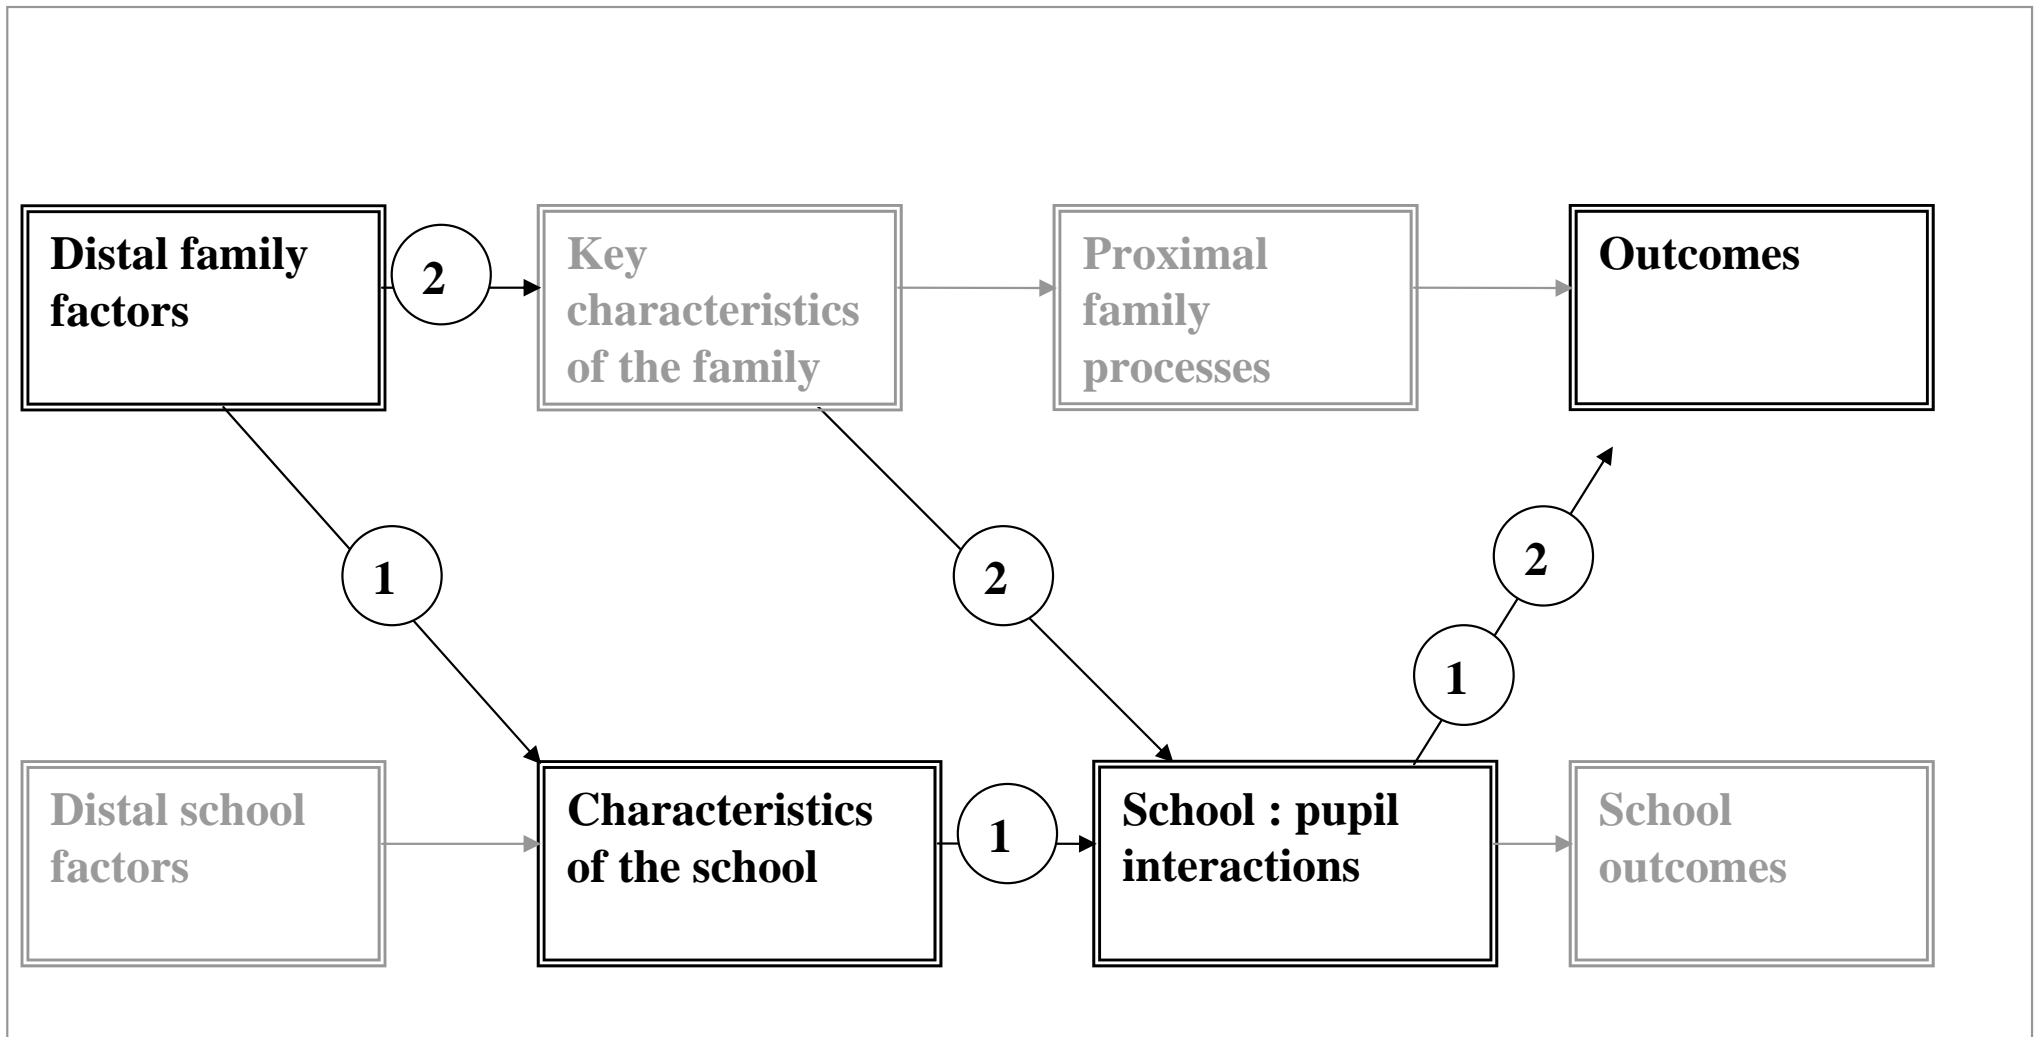 Distal family
factors
2
Key
characteristics
of the family
Proximal
family
processes
Outcomes
1
2
2
1
Distal school
factors
Characteristics
of the school
1
School : pupil
interactions
School
outcomes